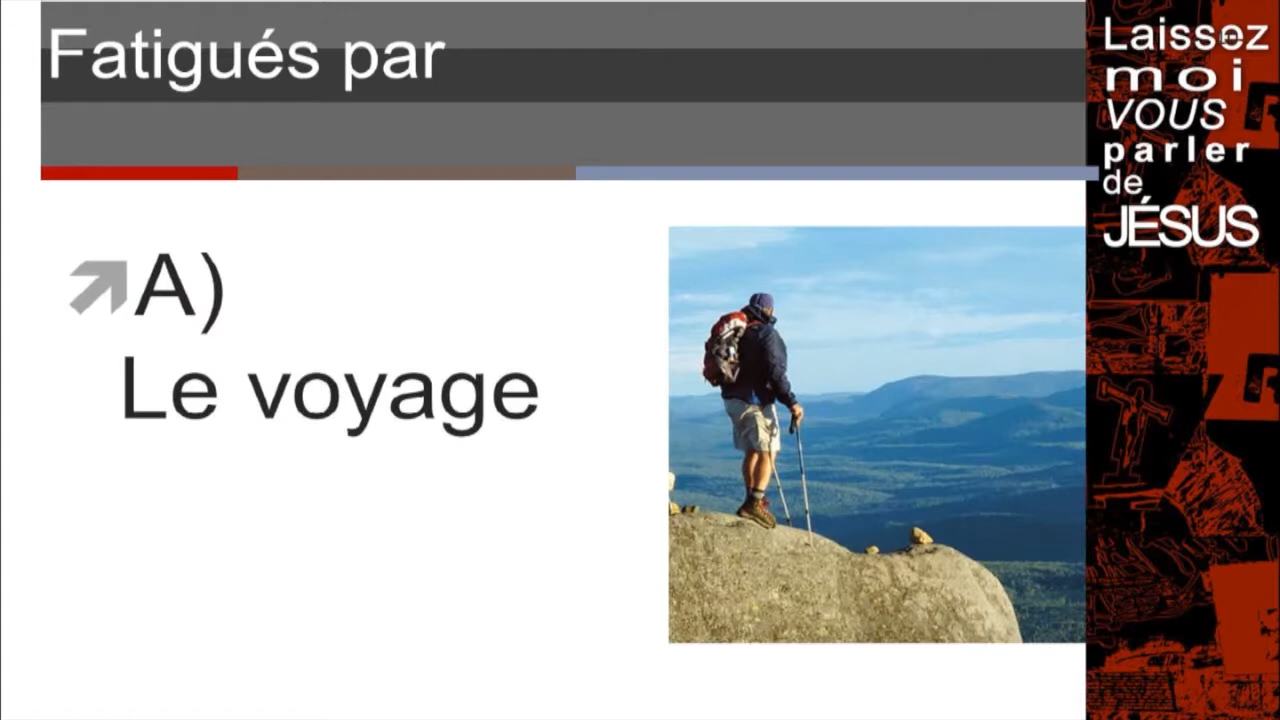 Fatigués par
A)
Le voyage
Laissez
moi
VOUS
parler
de
JÉSUS